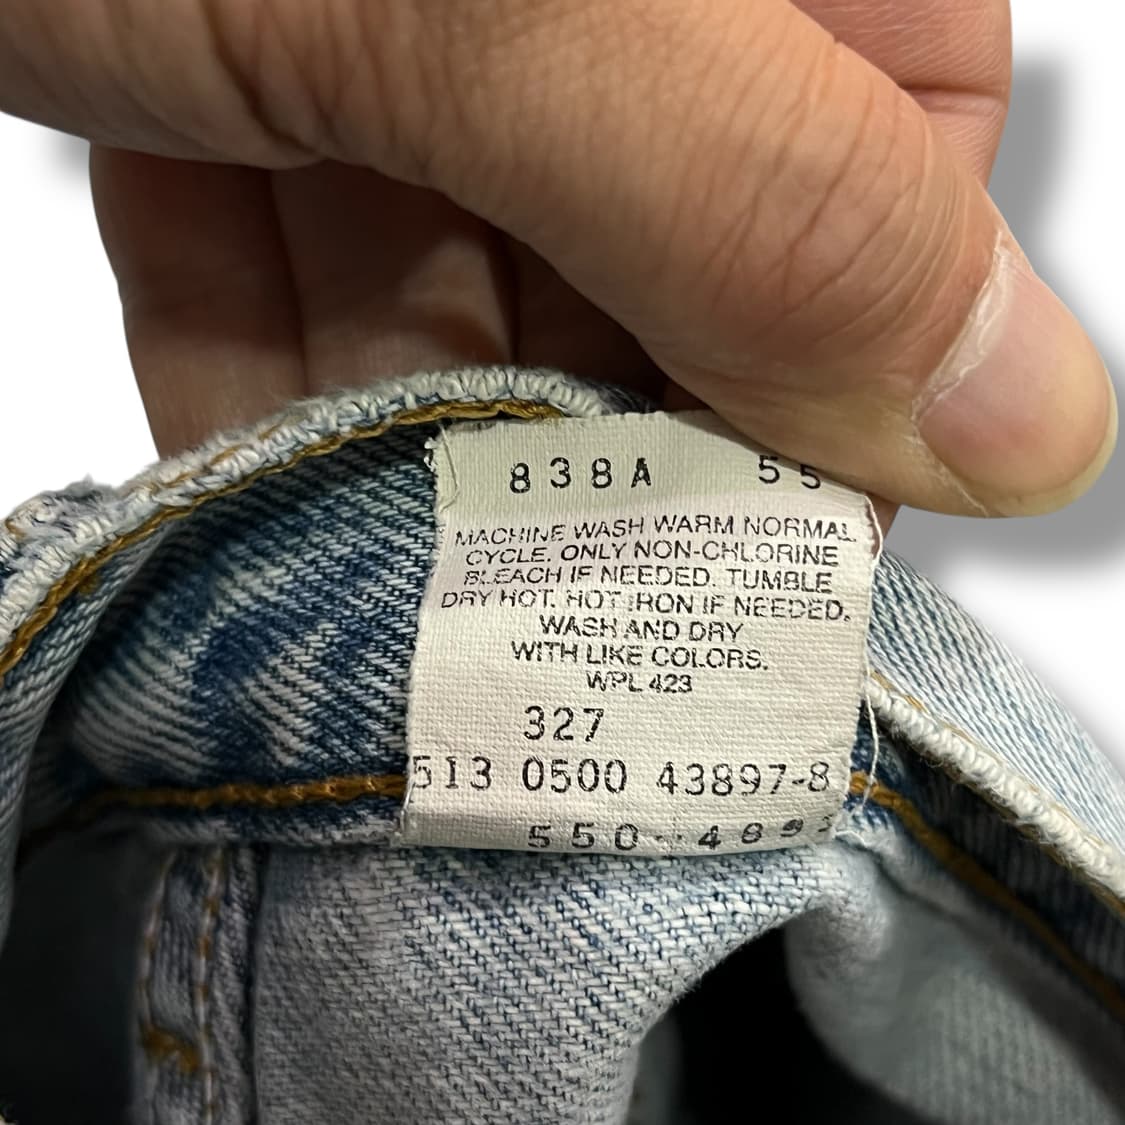 838A 55
MACHINE WASH WARM NORMAL
CYCLE. ONLY NON-CHLORINE
BLEACH IF NEEDED. TUMBLE
DRY HOT. HOT IRON IF NEEDED.
WASH AND DRY
WITH LIKE COLORS.
WPL 423
327
513 0500 43897-8
550